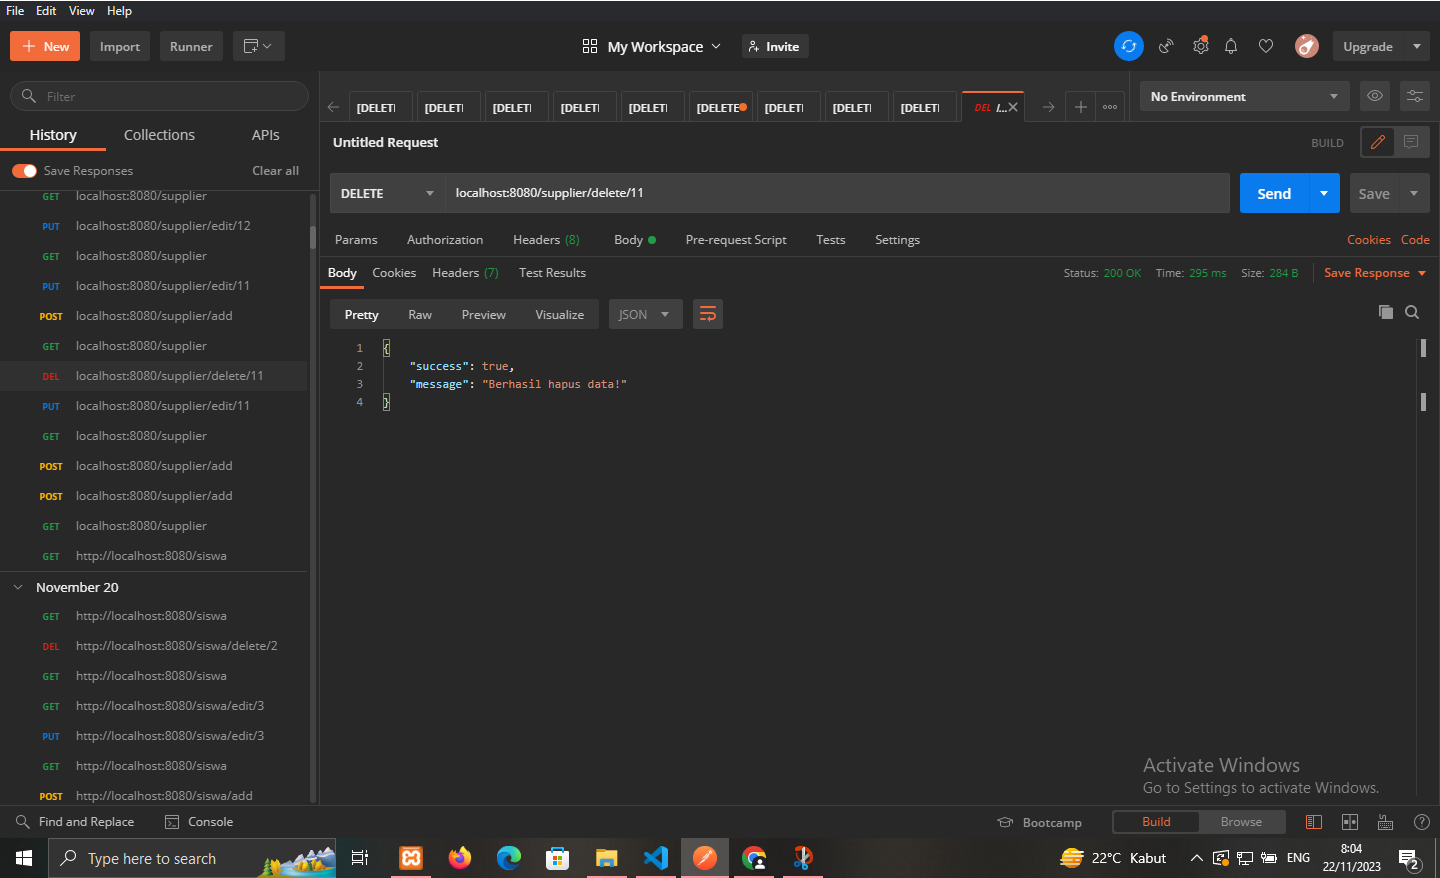 File Edit View Help
New Import Runner
My Workspace Invite
Upgrade
Filter
History Collections APIs
Save Responses Clear all
GET localhost:8080/supplier
PUT localhost:8080/supplier/edit/12
GET localhost:8080/supplier
PUT localhost:8080/supplier/edit/11
POST localhost:8080/supplier/add
GET localhost:8080/supplier
DEL localhost:8080/supplier/delete/11
PUT localhost:8080/supplier/edit/11
GET localhost:8080/supplier
POST localhost:8080/supplier/add
POST localhost:8080/supplier/add
GET localhost:8080/supplier
GET http://localhost:8080/siswa
November 20
GET http://localhost:8080/siswa
DEL http://localhost:8080/siswa/delete/2
GET http://localhost:8080/siswa
GET http://localhost:8080/siswa/edit/3
PUT http://localhost:8080/siswa/edit/3
GET http://localhost:8080/siswa
POST http://localhost:8080/siswa/add
[DELET [DELET [DELET [DELET [DELET [DELETE [DELET [DELET [DELET DEL l...
No Environment
Untitled Request
BUILD
DELETE localhost:8080/supplier/delete/11
Send Save
Params Authorization Headers (8) Body Pre-request Script Tests Settings
Cookies Code
Body Cookies Headers (7) Test Results
Status: 200 OK Time: 295 ms Size: 284 B Save Response
Pretty Raw Preview Visualize JSON
1 {
2 "success": true,
3 "message": "Berhasil hapus data!"
4 }
Activate Windows
Go to Settings to activate Windows.
Find and Replace Console
Bootcamp Build Browse
Type here to search
22°C Kabut
ENG
8:04
22/11/2023
2